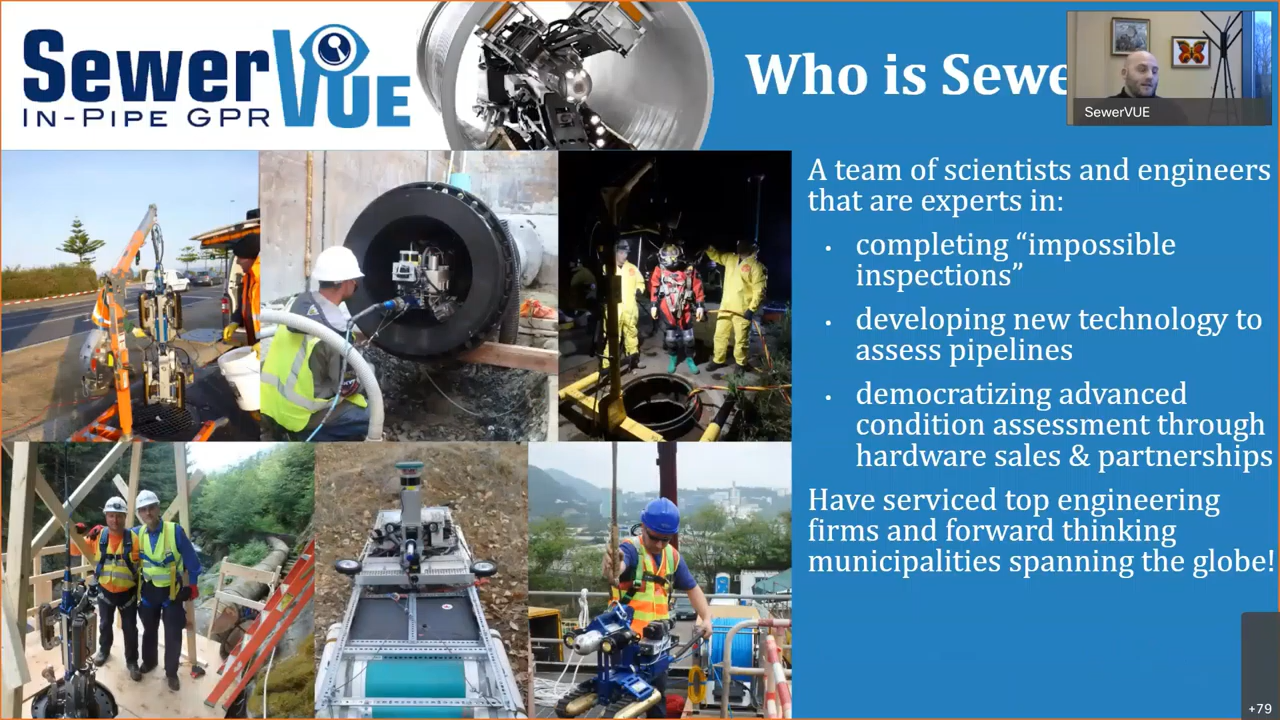 SewerVUE
IN-PIPE GPR
Who is Sewe
SewerVUE
A team of scientists and engineers
that are experts in:
• completing “impossible
inspections”
• developing new technology to
assess pipelines
• democratizing advanced
condition assessment through
hardware sales & partnerships
Have serviced top engineering
firms and forward thinking
municipalities spanning the globe!
+79